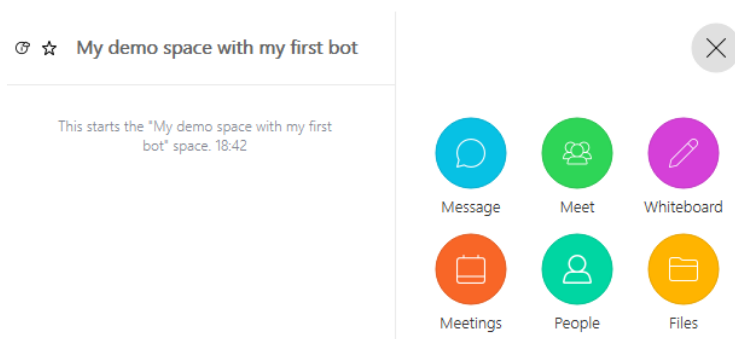 My demo space with my first bot
This starts the "My demo space with my first
bot" space. 18:42
Message
Meet
Whiteboard
Meetings
People
Files